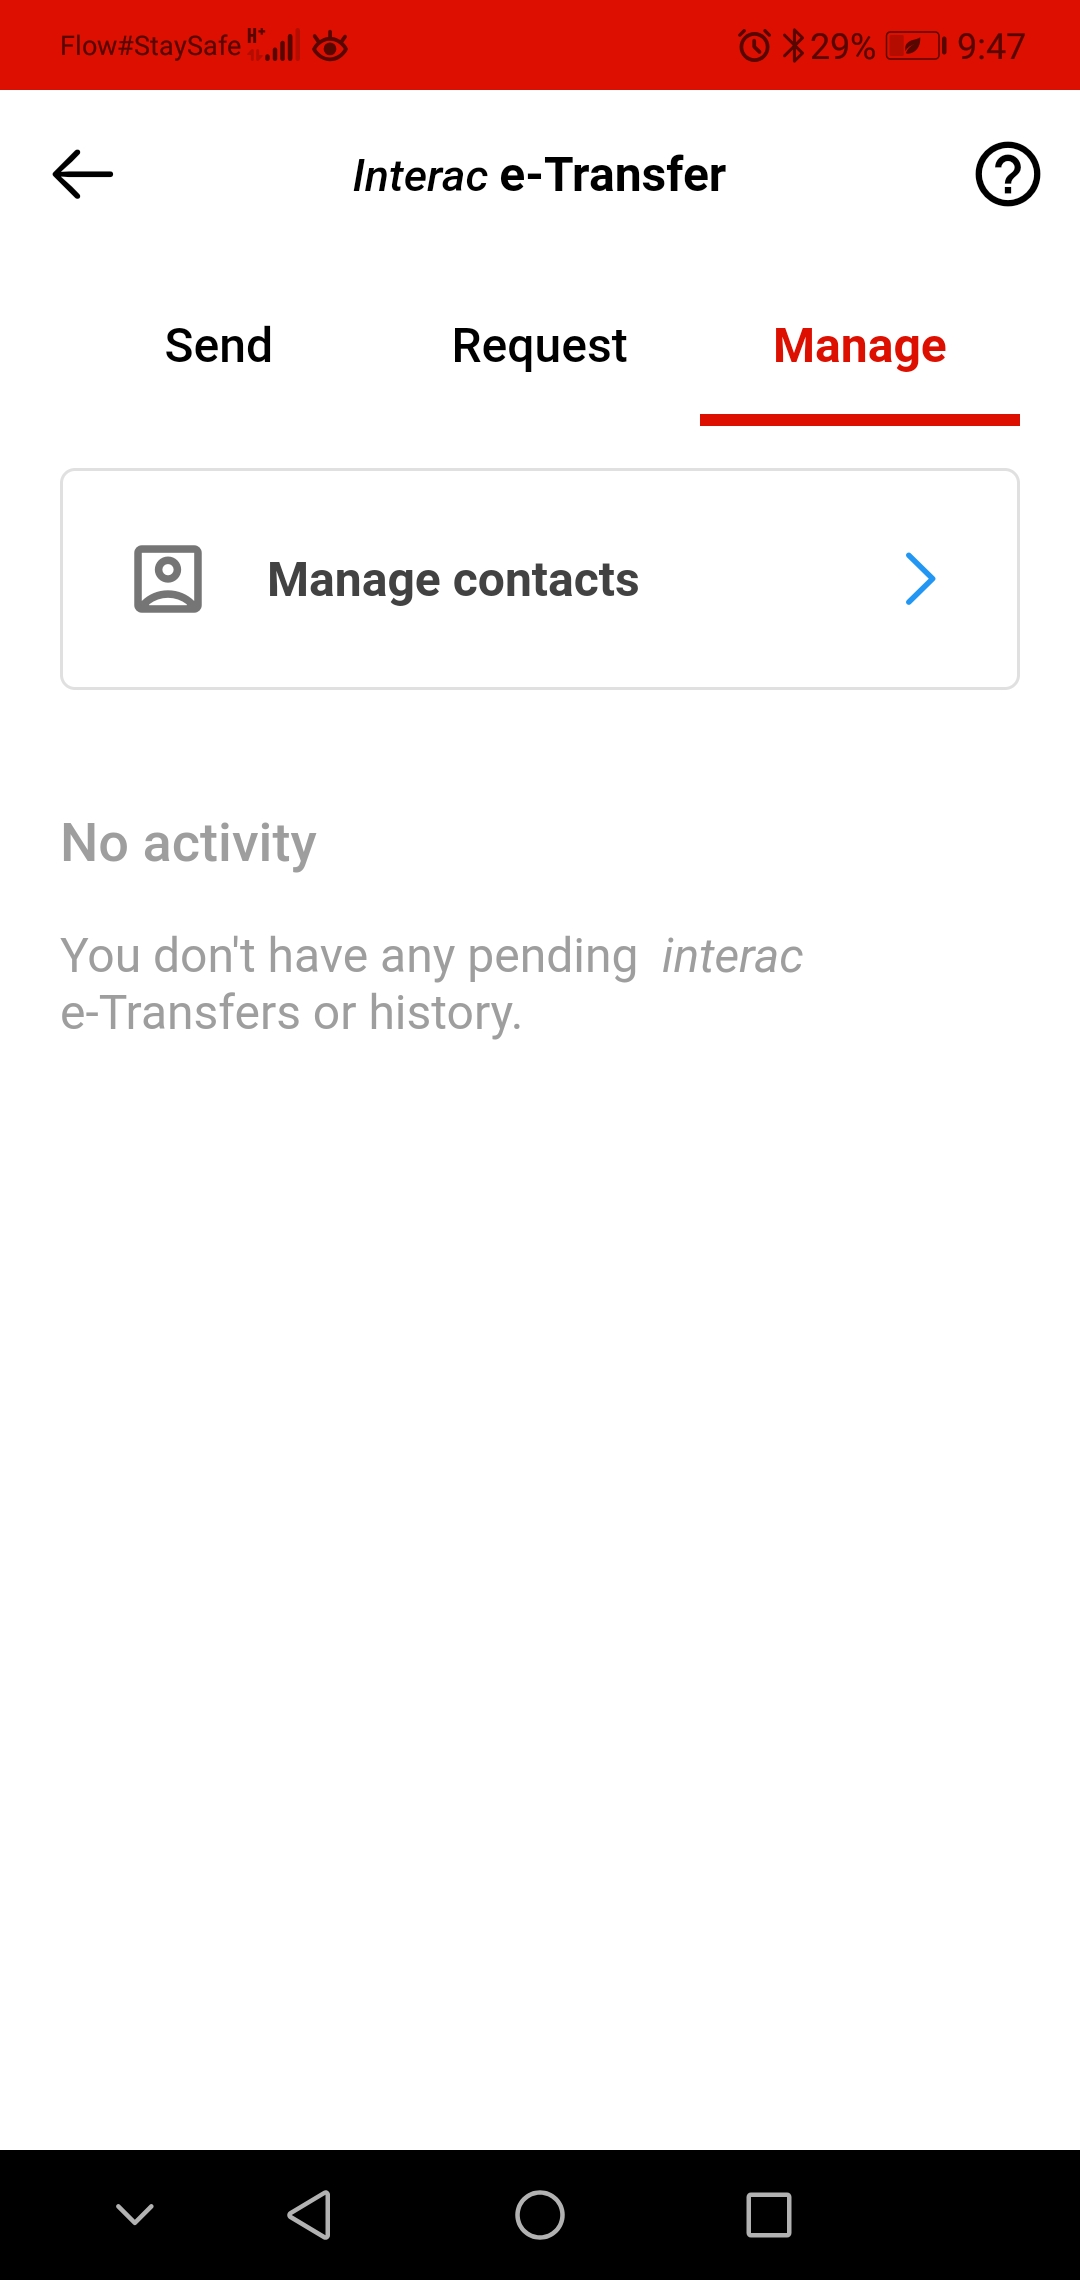 Flow#StaySafe H+ 29% 9:47
Interac e-Transfer
Send Request Manage
Manage contacts
No activity
You don't have any pending interac
e-Transfers or history.